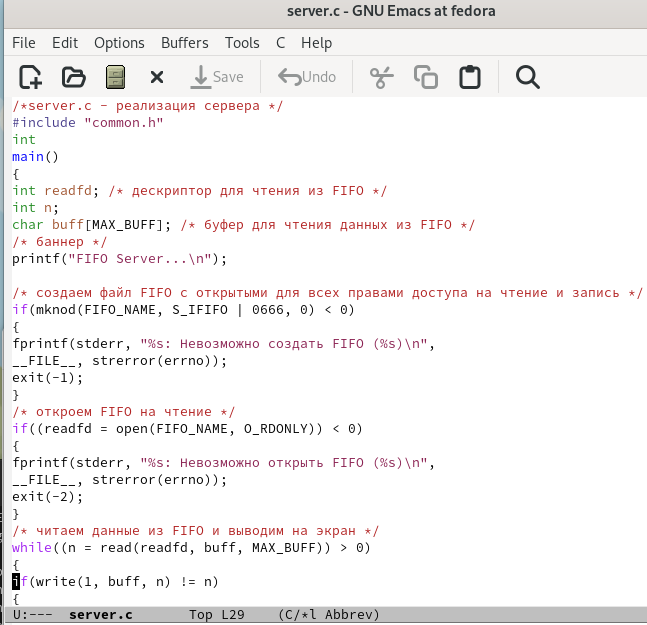 server.c - GNU Emacs at fedora
File Edit Options Buffers Tools C Help
Save Undo
/*server.c - реализация сервера */
#include "common.h"
int
main()
{
int readfd; /* дескриптор для чтения из FIFO */
int n;
char buff[MAX_BUFF]; /* буфер для чтения данных из FIFO */
/* баннер */
printf("FIFO Server...\n");
/* создаем файл FIFO с открытыми для всех правами доступа на чтение и запись */
if(mknod(FIFO_NAME, S_IFIFO | 0666, 0) < 0)
{
fprintf(stderr, "%s: Невозможно создать FIFO (%s)\n",
__FILE__, strerror(errno));
exit(-1);
}
/* откроем FIFO на чтение */
if((readfd = open(FIFO_NAME, O_RDONLY)) < 0)
{
fprintf(stderr, "%s: Невозможно открыть FIFO (%s)\n",
__FILE__, strerror(errno));
exit(-2);
}
/* читаем данные из FIFO и выводим на экран */
while((n = read(readfd, buff, MAX_BUFF)) > 0)
{
if(write(1, buff, n) != n)
{
U:--- server.c Top L29 (C/*l Abbrev)